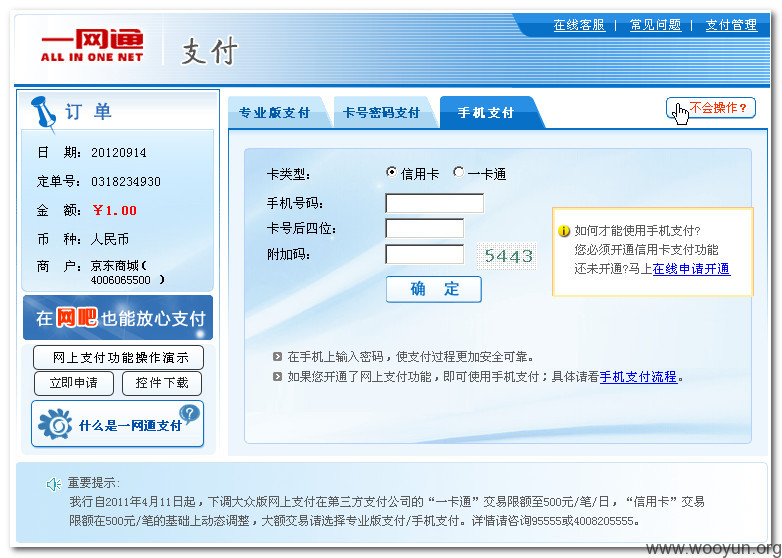 在线客服 | 常见问题 | 支付管理
一网通
ALL IN ONE NET
支付
订 单
日 期: 20120914
定单号: 0318234930
金 额: ￥1.00
币 种: 人民币
商 户: 京东商城(
4006065500 )
在网吧也能放心支付
网上支付功能操作演示
立即申请 控件下载
什么是一网通支付 ?
专业版支付 卡号密码支付 手机支付
不会操作?
卡类型: 信用卡 一卡通
手机号码:
卡号后四位:
附加码: 5443
确 定
如何才能使用手机支付?
您必须开通信用卡支付功能
还未开通?马上在线申请开通
在手机上输入密码，使支付过程更加安全可靠。
如果您开通了网上支付功能，即可使用手机支付；具体请看手机支付流程。
重要提示:
我行自2011年4月11日起，下调大众版网上支付在第三方支付公司的“一卡通”交易限额至500元/笔/日，“信用卡”交易
限额在500元/笔的基础上动态调整，大额交易请选择专业版支付/手机支付。详情请咨询95555或4008205555。
www.wooyun.org